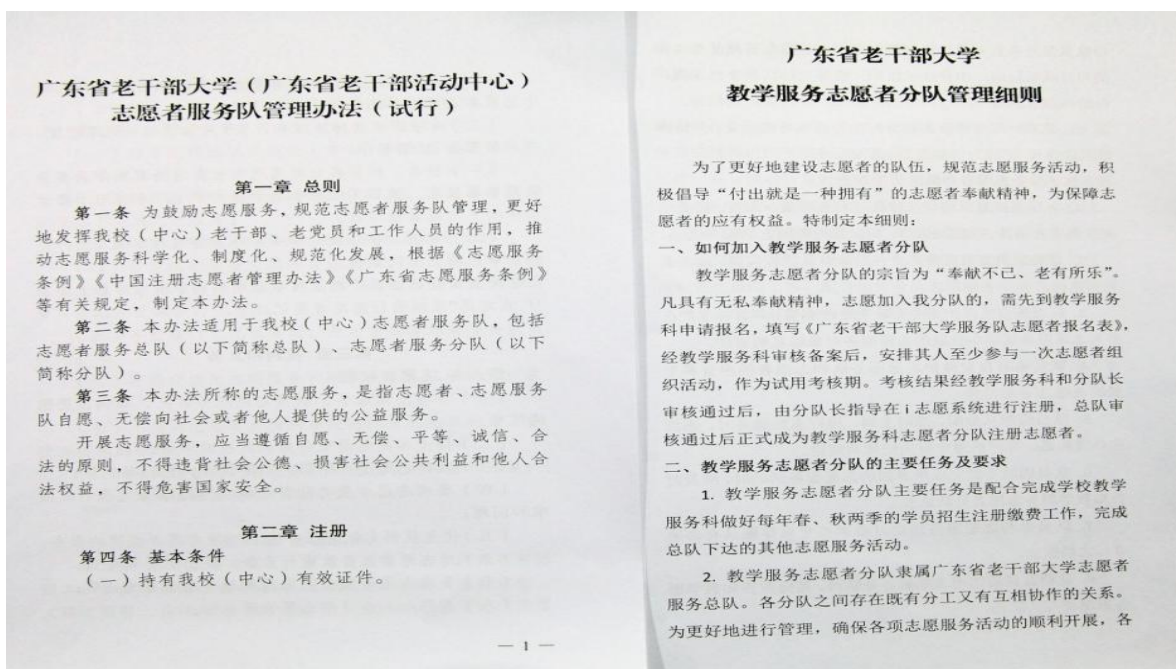 广东省老干部大学（广东省老干部活动中心）
志愿者服务队管理办法（试行）
第一章 总则
第一条 为鼓励志愿服务，规范志愿者服务队管理，更好
地发挥我校（中心）老干部、老党员和工作人员的作用，推
动志愿服务科学化、制度化、规范化发展，根据《志愿服务
条例》《中国注册志愿者管理办法》《广东省志愿服务条例》
等有关规定，制定本办法。
第二条 本办法适用于我校（中心）志愿者服务队，包括
志愿者服务总队（以下简称总队）、志愿者服务分队（以下
简称分队）。
第三条 本办法所称的志愿服务，是指志愿者、志愿服务
队自愿、无偿向社会或者他人提供的公益服务。
开展志愿服务，应当遵循自愿、无偿、平等、诚信、合
法的原则，不得违背社会公德、损害社会公共利益和他人合
法权益，不得危害国家安全。
第二章 注册
第四条 基本条件
（一）持有我校（中心）有效证件。
— 1 —
广东省老干部大学
教学服务志愿者分队管理细则
为了更好地建设志愿者的队伍，规范志愿服务活动，积
极倡导“付出就是一种拥有”的志愿者奉献精神，为保障志
愿者的应有权益。特制定本细则：
一、如何加入教学服务志愿者分队
教学服务志愿者分队的宗旨为“奉献不已、老有所乐”。
凡具有无私奉献精神，志愿加入我分队的，需先到教学服务
科申请报名，填写《广东省老干部大学服务队志愿者报名表》，
经教学服务科审核备案后，安排其人至少参与一次志愿者组
织活动，作为试用考核期。考核结果经教学服务科和分队长
审核通过后，由分队长指导在 i 志愿系统进行注册，总队审
核通过后正式成为教学服务科志愿者分队注册志愿者。
二、教学服务志愿者分队的主要任务及要求
1. 教学服务志愿者分队主要任务是配合完成学校教学
服务科做好每年春、秋两季的学员招生注册缴费工作，完成
总队下达的其他志愿服务活动。
2. 教学服务志愿者分队隶属广东省老干部大学志愿者
服务总队。各分队之间存在既有分工又有互相协作的关系。
为更好地进行管理，确保各项志愿服务活动的顺利开展，各